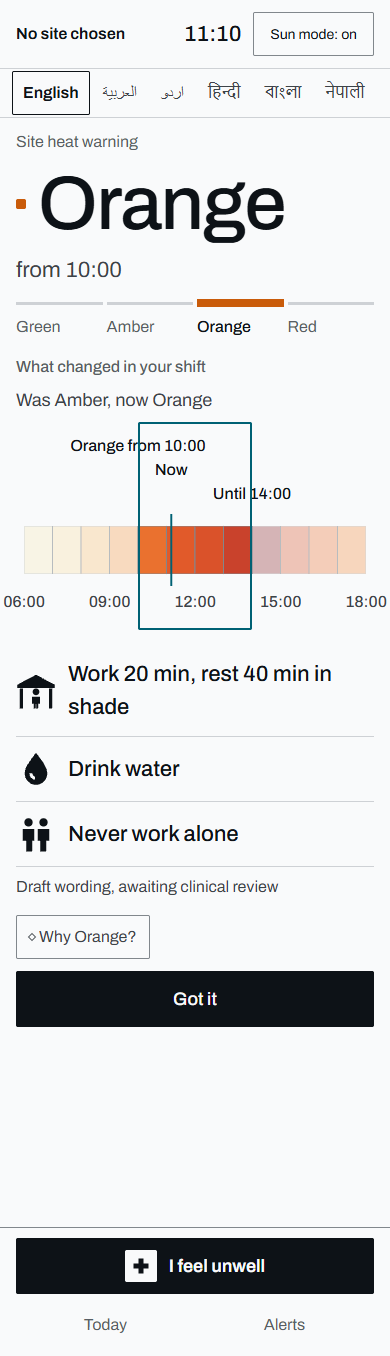 No site chosen
11:10
Sun mode: on
English
العربية
اردو
हिन्दी
বাংলা
नेपाली
Site heat warning
Orange
from 10:00
Green
Amber
Orange
Red
What changed in your shift
Was Amber, now Orange
Orange from 10:00
Now
Until 14:00
06:00
09:00
12:00
15:00
18:00
Work 20 min, rest 40 min in
shade
Drink water
Never work alone
Draft wording, awaiting clinical review
Why Orange?
Got it
I feel unwell
Today
Alerts